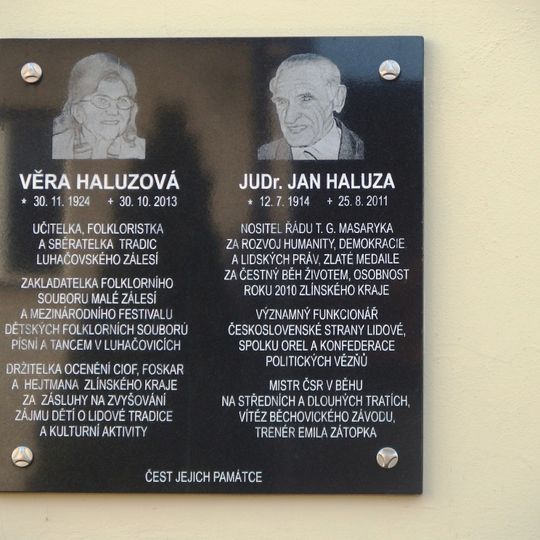 VĚRA HALUZOVÁ
* 30. 11. 1924 + 30. 10. 2013
UČITELKA, FOLKLORISTKA
A SBĚRATELKA TRADIC
LUHAČOVSKÉHO ZÁLESÍ
ZAKLADATELKA FOLKLORNÍHO
SOUBORU MALÉ ZÁLESÍ
A MEZINÁRODNÍHO FESTIVALU
DĚTSKÝCH FOLKLORNÍCH SOUBORŮ
PÍSNÍ A TANCEM V LUHAČOVICÍCH
DRŽITELKA OCENĚNÍ CIOF, FOSKAR
A HEJTMANA ZLÍNSKÉHO KRAJE
ZA ZÁSLUHY NA ZVYŠOVÁNÍ
ZÁJMU DĚTÍ O LIDOVÉ TRADICE
A KULTURNÍ AKTIVITY
JUDr. JAN HALUZA
* 12. 7. 1914 + 25. 8. 2011
NOSITEL ŘÁDU T. G. MASARYKA
ZA ROZVOJ HUMANITY, DEMOKRACIE
A LIDSKÝCH PRÁV, ZLATÉ MEDAILE
ZA ČESTNÝ BĚH ŽIVOTEM, OSOBNOST
ROKU 2010 ZLÍNSKÉHO KRAJE
VÝZNAMNÝ FUNKCIONÁŘ
ČESKOSLOVENSKÉ STRANY LIDOVÉ,
SPOLKU OREL A KONFEDERACE
POLITICKÝCH VĚZŇŮ
MISTR ČSR V BĚHU
NA STŘEDNÍCH A DLOUHÝCH TRATÍCH,
VÍTĚZ BĚCHOVICKÉHO ZÁVODU,
TRENÉR EMILA ZÁTOPKA
ČEST JEJICH PAMÁTCE